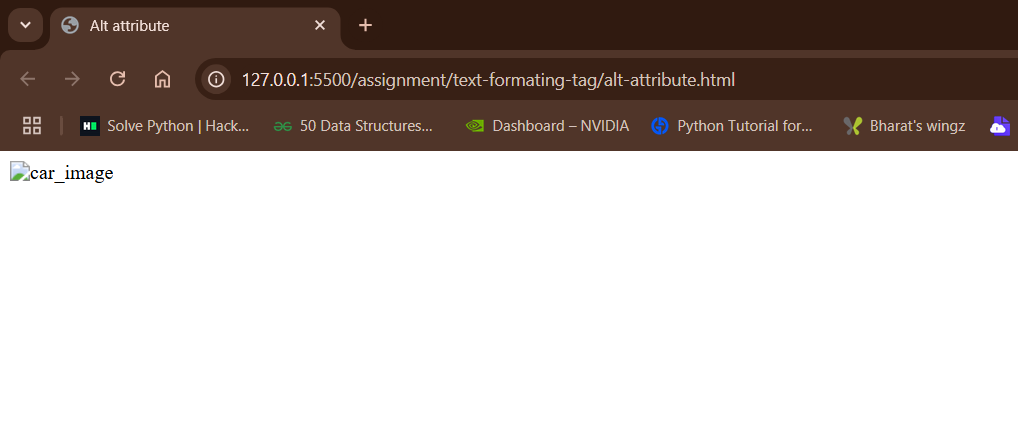 Alt attribute
127.0.0.1:5500/assignment/text-formating-tag/alt-attribute.html
Solve Python | Hack... 50 Data Structures... Dashboard – NVIDIA Python Tutorial for... Bharat's wingz
car_image